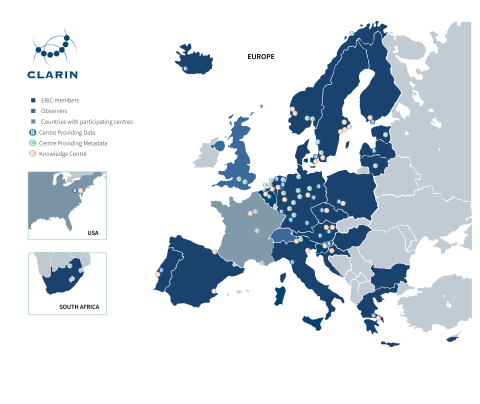 EUROPE
CLARIN
ERIC members
Observers
Countries with participating centres
B Centre Providing Data
C Centre Providing Metadata
K Knowledge Centre
USA
SOUTH AFRICA